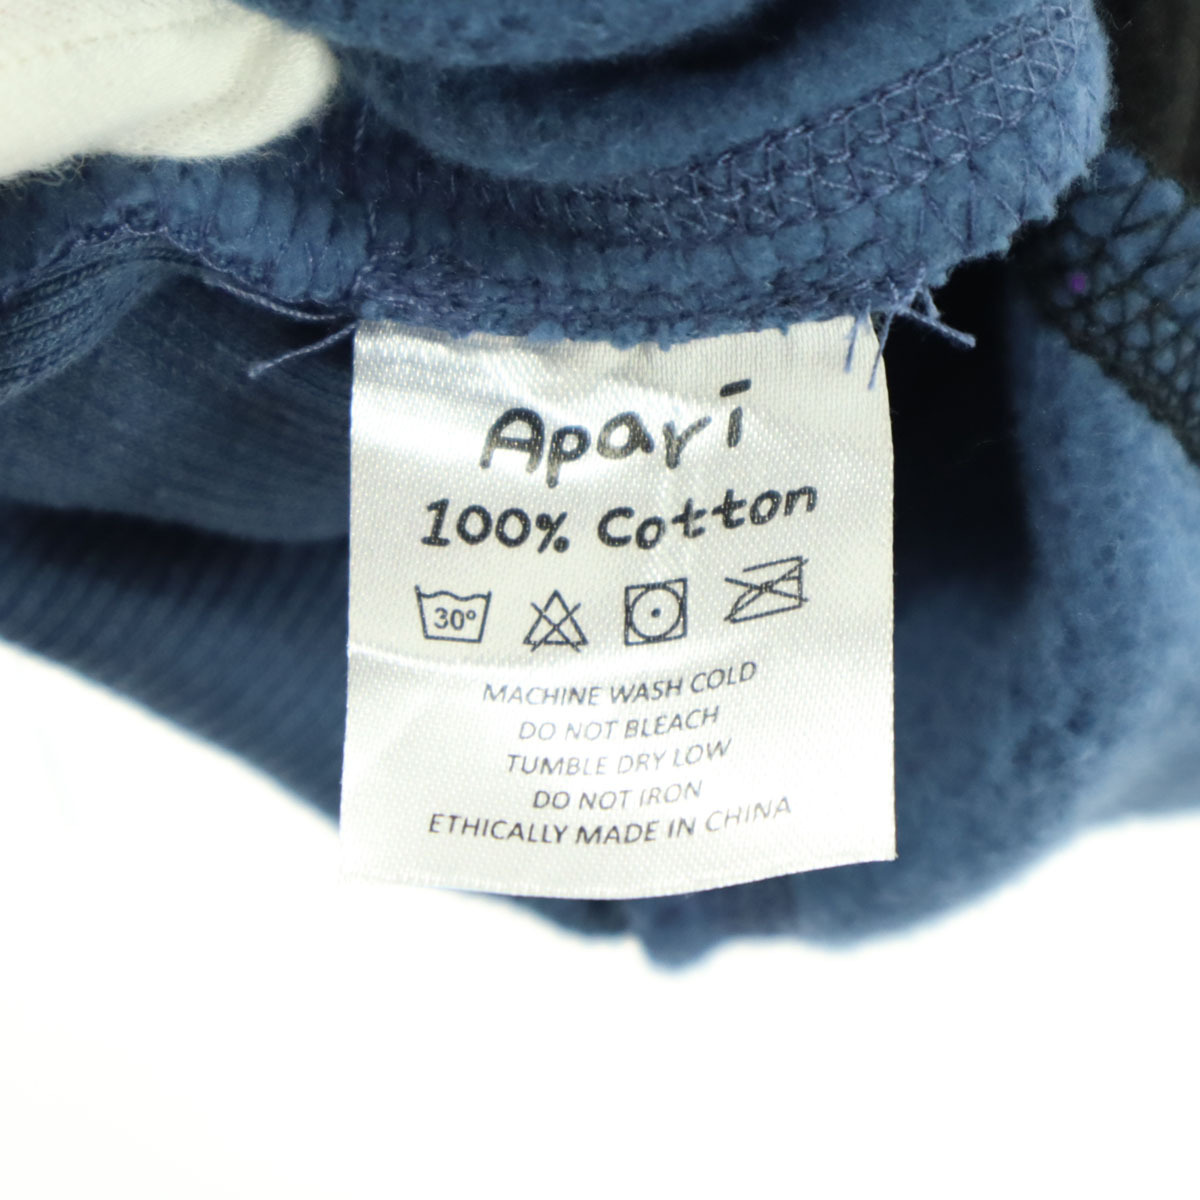 Aparī
100% Cotton
30°
MACHINE WASH COLD
DO NOT BLEACH
TUMBLE DRY LOW
DO NOT IRON
ETHICALLY MADE IN CHINA